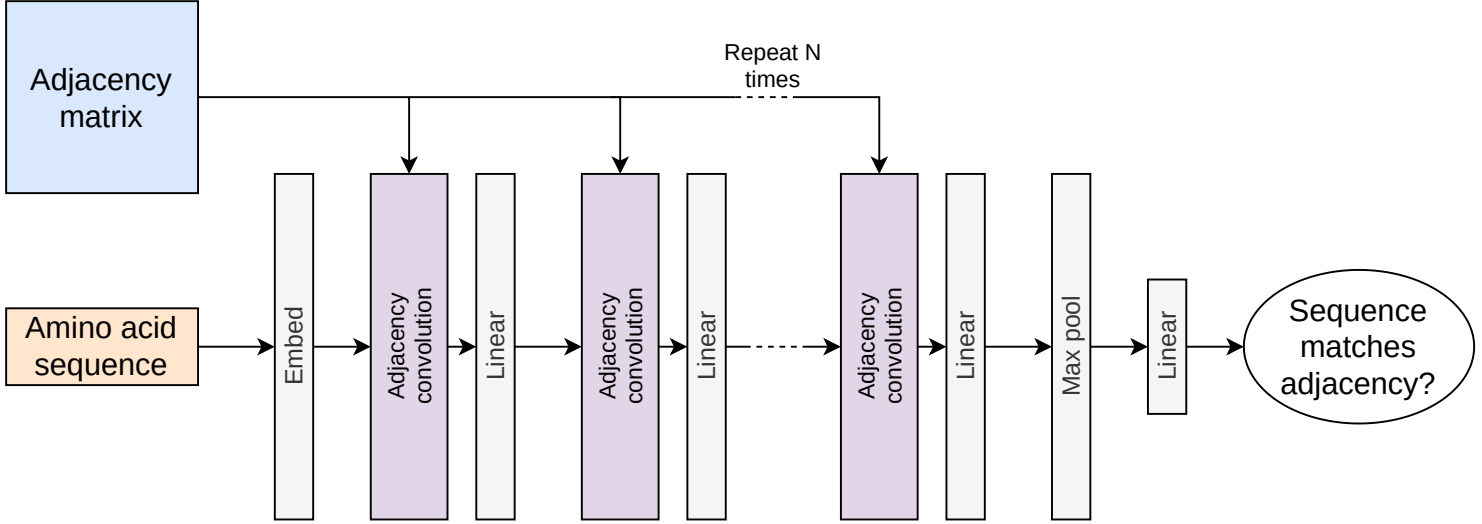 Adjacency
matrix
Repeat N
times
Amino acid
sequence
Embed
Adjacency
convolution
Linear
Adjacency
convolution
Linear
Adjacency
convolution
Linear
Max pool
Linear
Sequence
matches
adjacency?